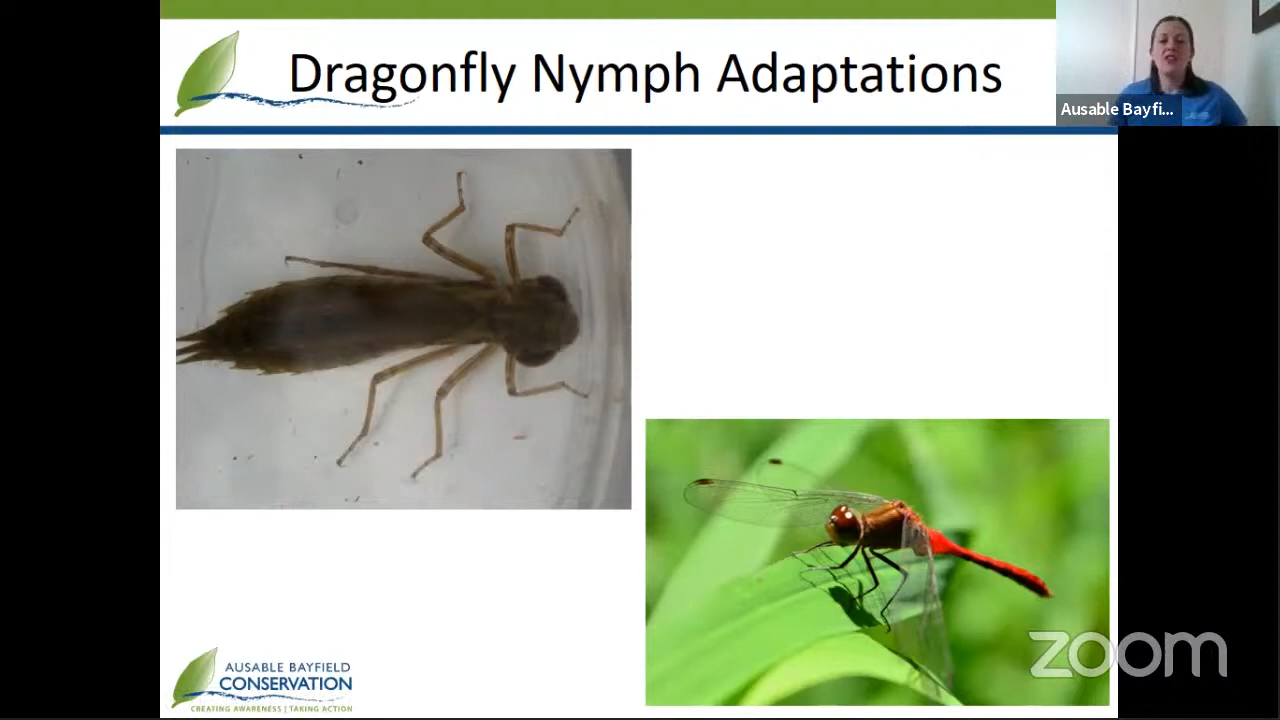 Dragonfly Nymph Adaptations
Ausable Bayfi...
AUSABLE BAYFIELD
CONSERVATION
CREATING AWARENESS | TAKING ACTION
zoom